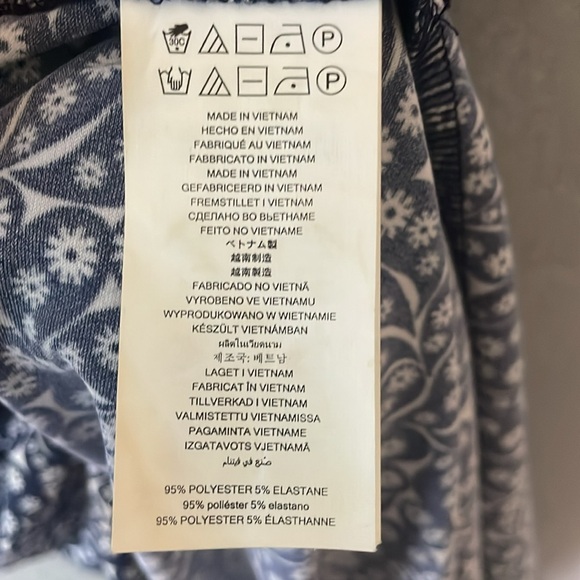 30C P
P
MADE IN VIETNAM
HECHO EN VIETNAM
FABRIQUÉ AU VIETNAM
FABBRICATO IN VIETNAM
MADE IN VIETNAM
GEFABRICEERD IN VIETNAM
FREMSTILLET I VIETNAM
СДЕЛАНО ВО ВЬЕТНАМЕ
FEITO NO VIETNAME
ベトナム製
越南制造
越南製造
FABRICADO NO VIETNÃ
VYROBENO VE VIETNAMU
WYPRODUKOWANO W WIETNAMIE
KÉSZÜLT VIETNÁMBAN
ผลิตในเวียดนาม
제조국: 베트남
LAGET I VIETNAM
FABRICAT ÎN VIETNAM
TILLVERKAD I VIETNAM
VALMISTETTU VIETNAMISSA
PAGAMINTA VIETNAME
IZGATAVOTS VJETNAMĀ
صنع في فيتنام
95% POLYESTER 5% ELASTANE
95% poliéster 5% elastano
95% POLYESTER 5% ÉLASTHANNE